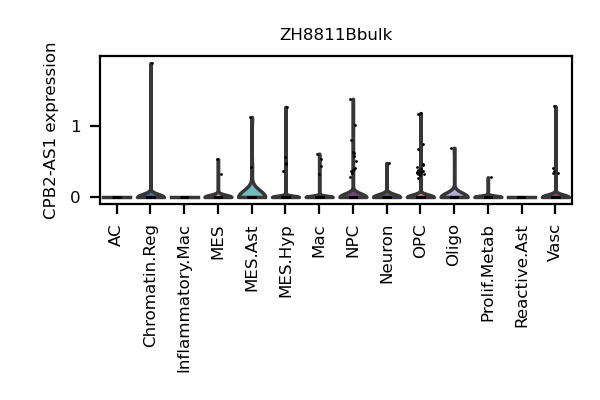 ZH8811Bbulk
CPB2-AS1 expression
1
0
AC
Chromatin.Reg
Inflammatory.Mac
MES
MES.Ast
MES.Hyp
Mac
NPC
Neuron
OPC
Oligo
Prolif.Metab
Reactive.Ast
Vasc